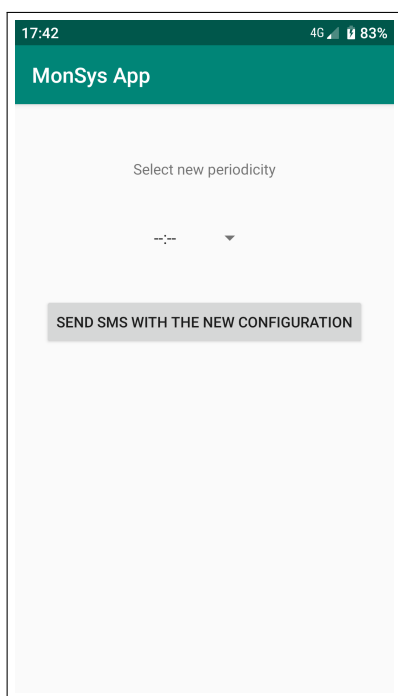 17:42 4G 83%
MonSys App
Select new periodicity
--:--
SEND SMS WITH THE NEW CONFIGURATION